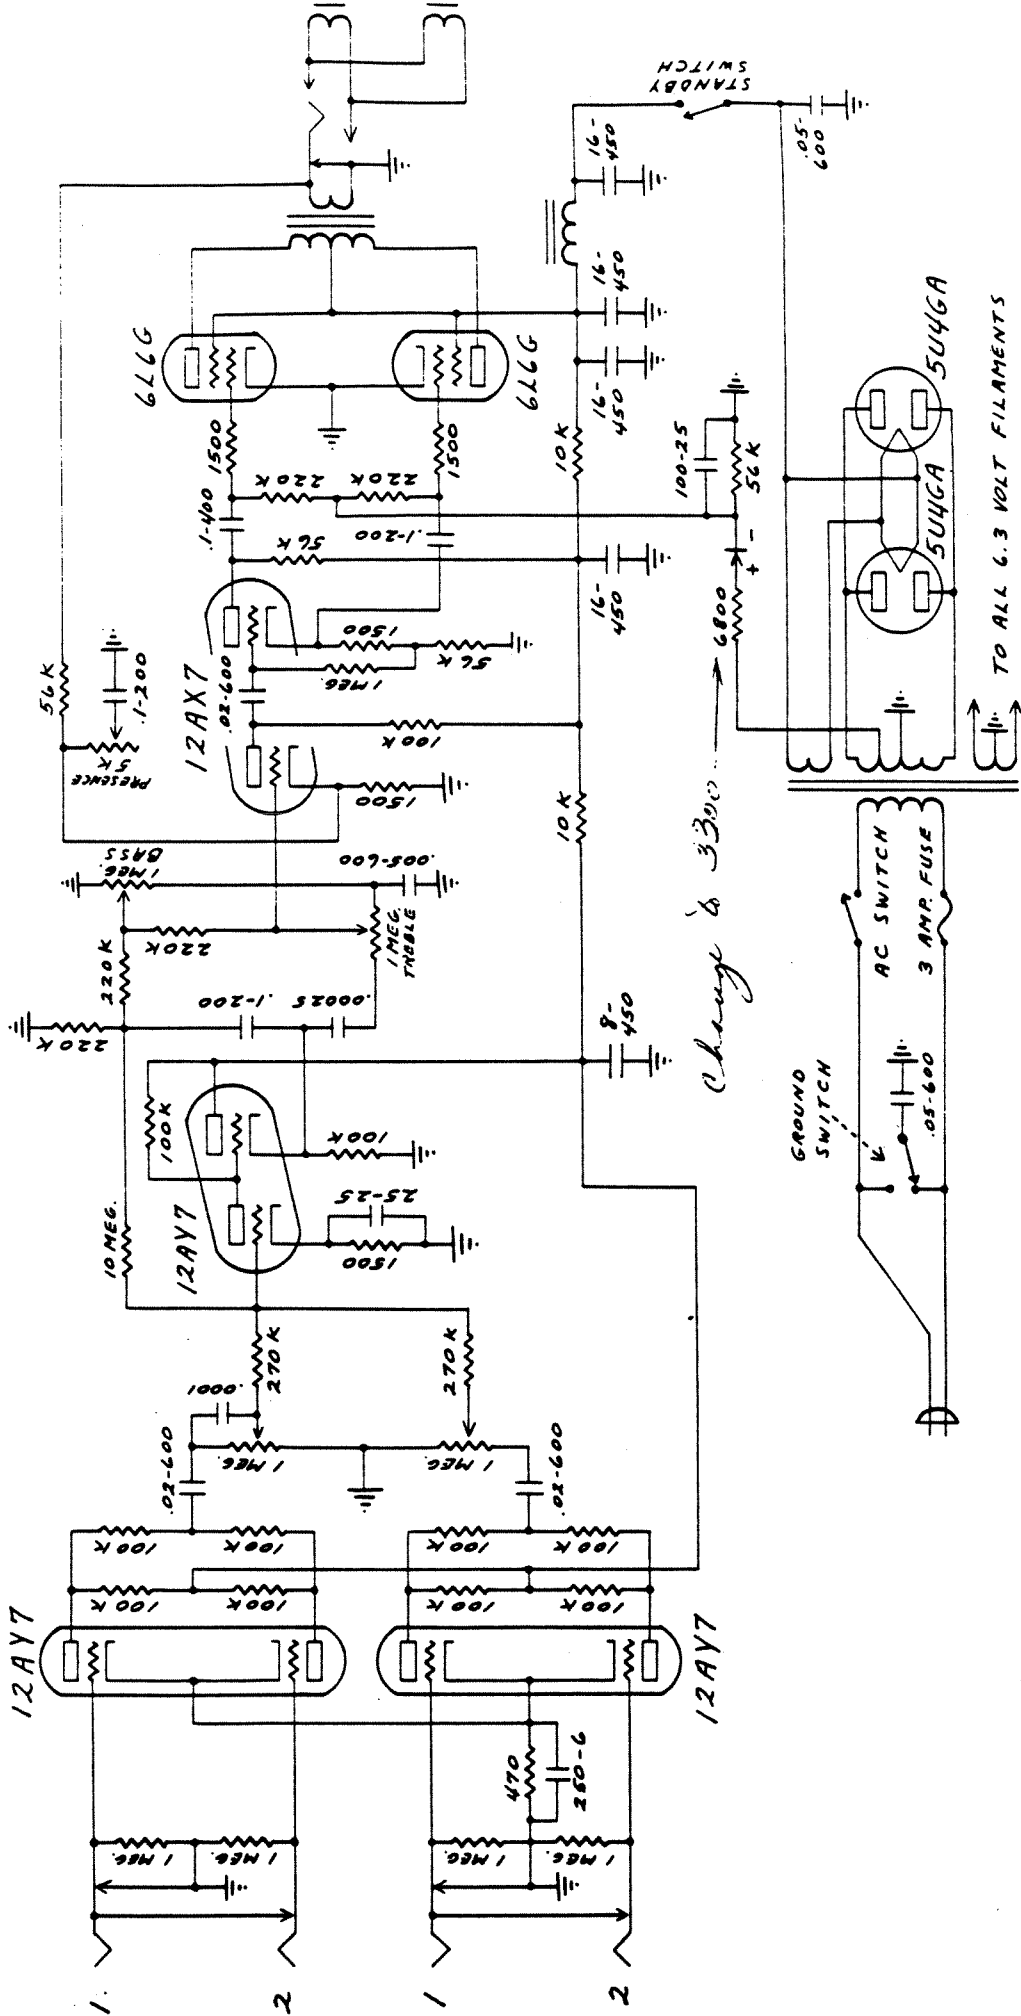 1
2
1
2
12AY7
12AY7
1 MEG.
1 MEG.
1 MEG.
1 MEG.
470
250-6
100K
100K
100K
100K
100K
100K
100K
100K
.02-600
.02-600
.0001
1 MEG.
1 MEG.
270K
270K
10 MEG.
12AY7
100K
1500
25-25
100K
220K
220K
220K
.1-200
.00025
1 MEG.
BASS
1 MEG.
TREBLE
.005-600
8-
450
56K
5K
PRESENCE
.1-200
12AX7
.02-600
1500
100K
1 MEG
1500
56K
56K
.1-400
.1-200
220K
220K
1500
1500
6L6G
6L6G
10K
10K
16-
450
16-
450
16-
450
16-
450
STANDBY
SWITCH
.05-
600
100-25
56K
+ -
6800
Change to 3300
5U4GA
5U4GA
TO ALL 6.3 VOLT FILAMENTS
AC SWITCH
3 AMP. FUSE
GROUND
SWITCH
.05-600